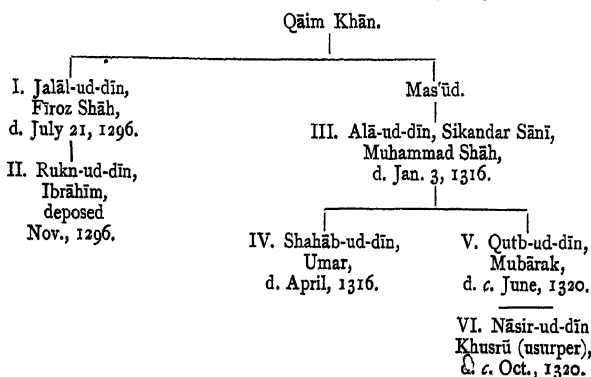 Qāim Khān.
I. Jalāl-ud-dīn,
Fīroz Shāh,
d. July 21, 1296.
II. Rukn-ud-dīn,
Ibrāhīm,
deposed
Nov., 1296.
Mas'ūd.
III. Alā-ud-dīn, Sikandar Sānī,
Muhammad Shāh,
d. Jan. 3, 1316.
IV. Shahāb-ud-dīn,
Umar,
d. April, 1316.
V. Qutb-ud-dīn,
Mubārak,
d. c. June, 1320.
VI. Nāsir-ud-dīn
Khusrū (usurper),
d. c. Oct., 1320.